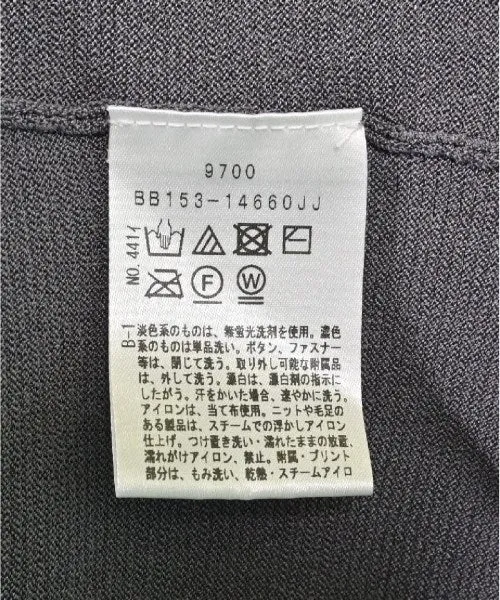 9700
BB153-14660JJ
NO.441イ
F
W
B-1
淡色系のものは、無蛍光洗剤を使用。濃色
系のものは単品洗い。ボタン、ファスナー
等は、閉じて洗う。取り外し可能な附属品
は、外して洗う。漂白は、漂白剤の指示に
したがう。汗をかいた場合、速やかに洗う。
アイロンは、当て布使用。ニットや毛足の
ある製品は、スチームでの浮かしアイロン
仕上げ。つけ置き洗い・濡れたままの放置、
濡れがけアイロン、禁止。附属・プリント
部分は、もみ洗い、乾熱・スチームアイロ